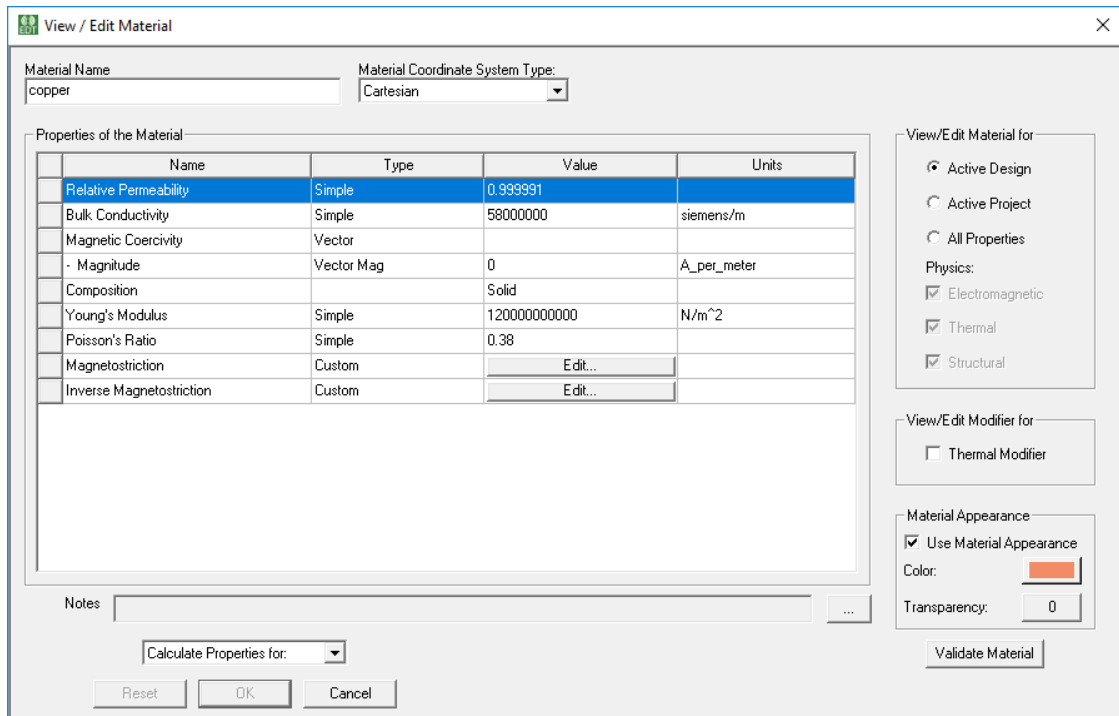 EDT View / Edit Material
Material Name
copper
Material Coordinate System Type:
Cartesian
Properties of the Material
Name Type Value Units
Relative Permeability Simple 0.999991
Bulk Conductivity Simple 58000000 siemens/m
Magnetic Coercivity Vector
- Magnitude Vector Mag 0 A_per_meter
Composition Solid
Young's Modulus Simple 120000000000 N/m^2
Poisson's Ratio Simple 0.38
Magnetostriction Custom Edit...
Inverse Magnetostriction Custom Edit...
Notes ...
Calculate Properties for:
Reset OK Cancel
View/Edit Material for
Active Design
Active Project
All Properties
Physics:
Electromagnetic
Thermal
Structural
View/Edit Modifier for
Thermal Modifier
Material Appearance
Use Material Appearance
Color:
Transparency: 0
Validate Material